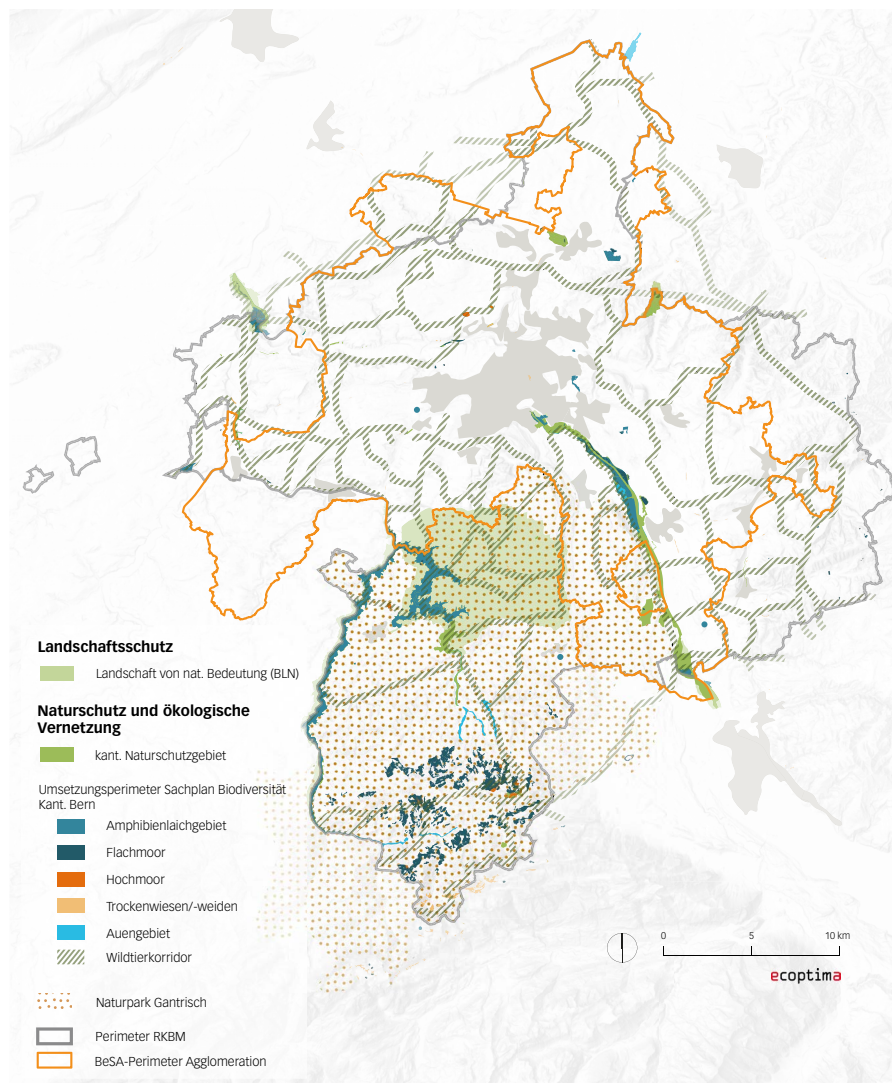 Landschaftsschutz
Landschaft von nat. Bedeutung (BLN)
Naturschutz und ökologische
Vernetzung
kant. Naturschutzgebiet
Umsetzungsperimeter Sachplan Biodiversität
Kant. Bern
Amphibienlaichgebiet
Flachmoor
Hochmoor
Trockenwiesen/-weiden
Auengebiet
Wildtierkorridor
Naturpark Gantrisch
Perimeter RKBM
BeSA-Perimeter Agglomeration
0 5 10 km
ecoptima